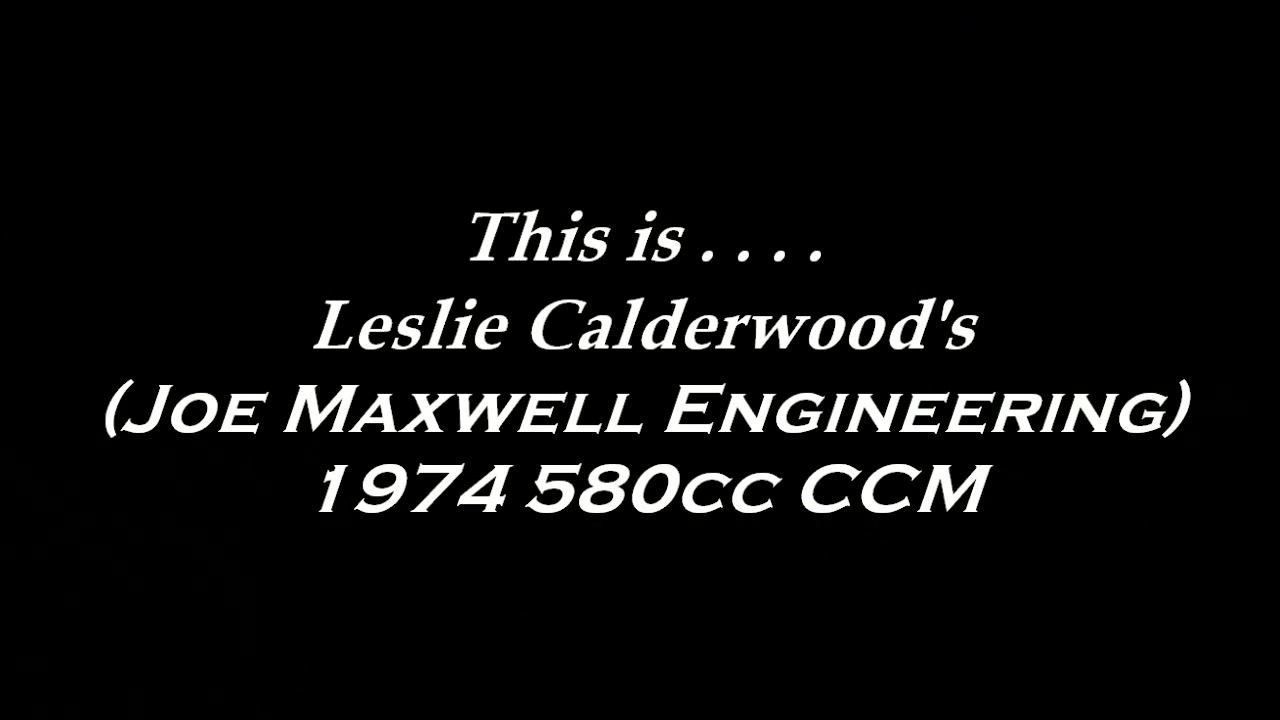 This is . . . .
Leslie Calderwood's
(Joe Maxwell Engineering)
1974 580cc CCM